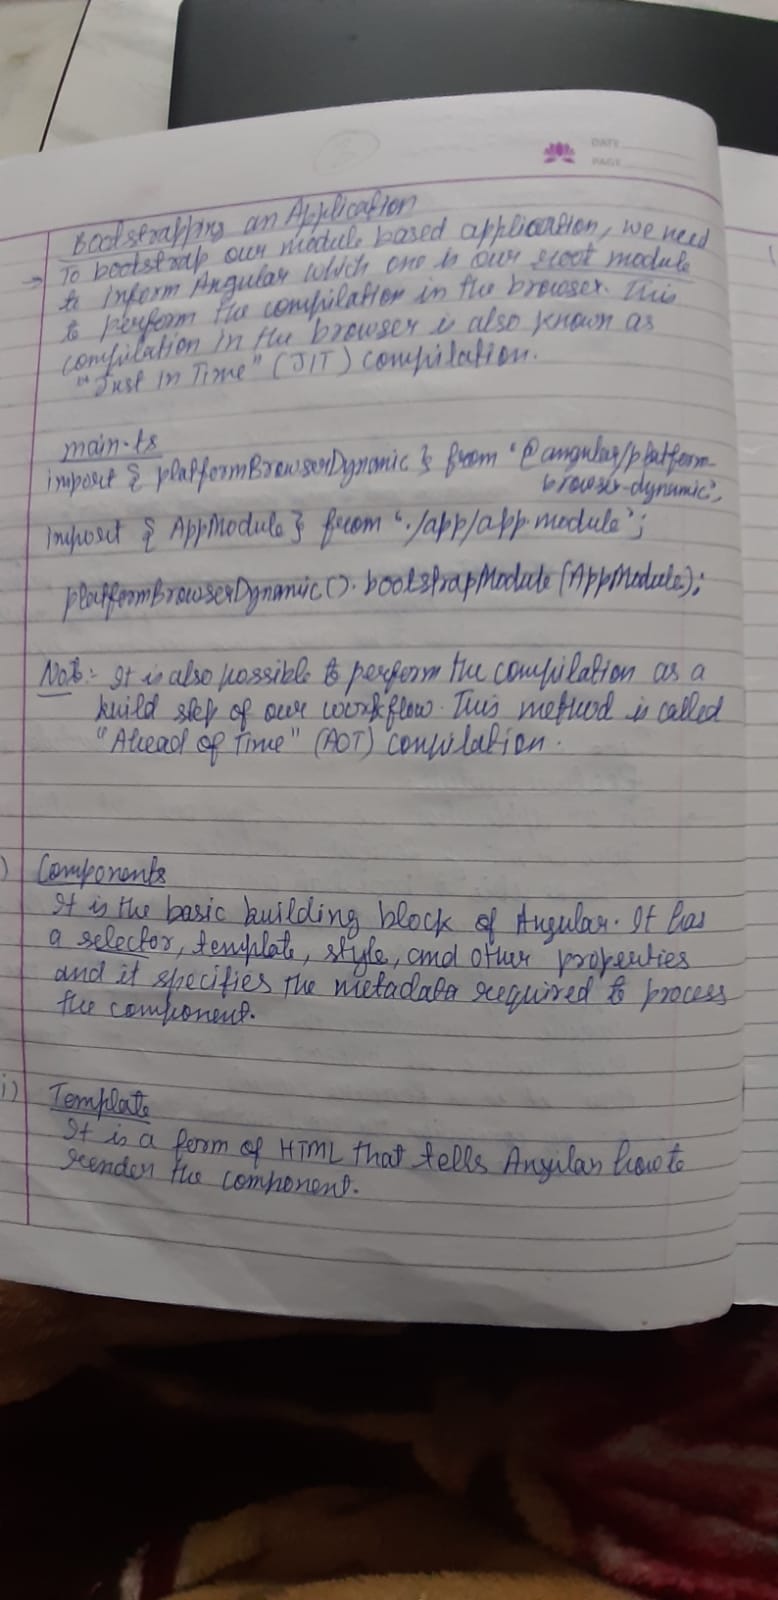 DATE
PAGE
Bootstrapping an Application
→ To bootstrap our module based application, we need
to inform Angular which one is our root module
to perform the compilation in the browser. This
compilation in the browser is also known as
"Just In Time" (JIT) compilation.
main.ts
import { platformBrowserDynamic } from '@angular/platform-
browser-dynamic';
import { AppModule } from './app/app.module';
platformBrowserDynamic().bootstrapModule(AppModule);
Note:- It is also possible to perform the compilation as a
build step of our workflow. This method is called
"Ahead of Time" (AOT) compilation.
) Components
It is the basic building block of Angular. It has
a selector, template, style, and other properties
and it specifies the metadata required to process
the component.
i) Template
It is a form of HTML that tells Angular how to
render the component.